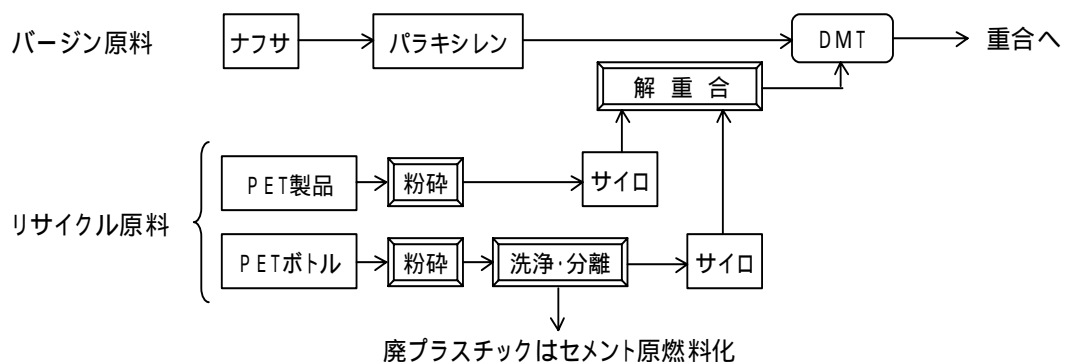 バージン原料
ナフサ
パラキシレン
DMT
重合へ
解重合
PET製品
粉砕
サイロ
リサイクル原料
PETボトル
粉砕
洗浄・分離
サイロ
廃プラスチックはセメント原燃料化